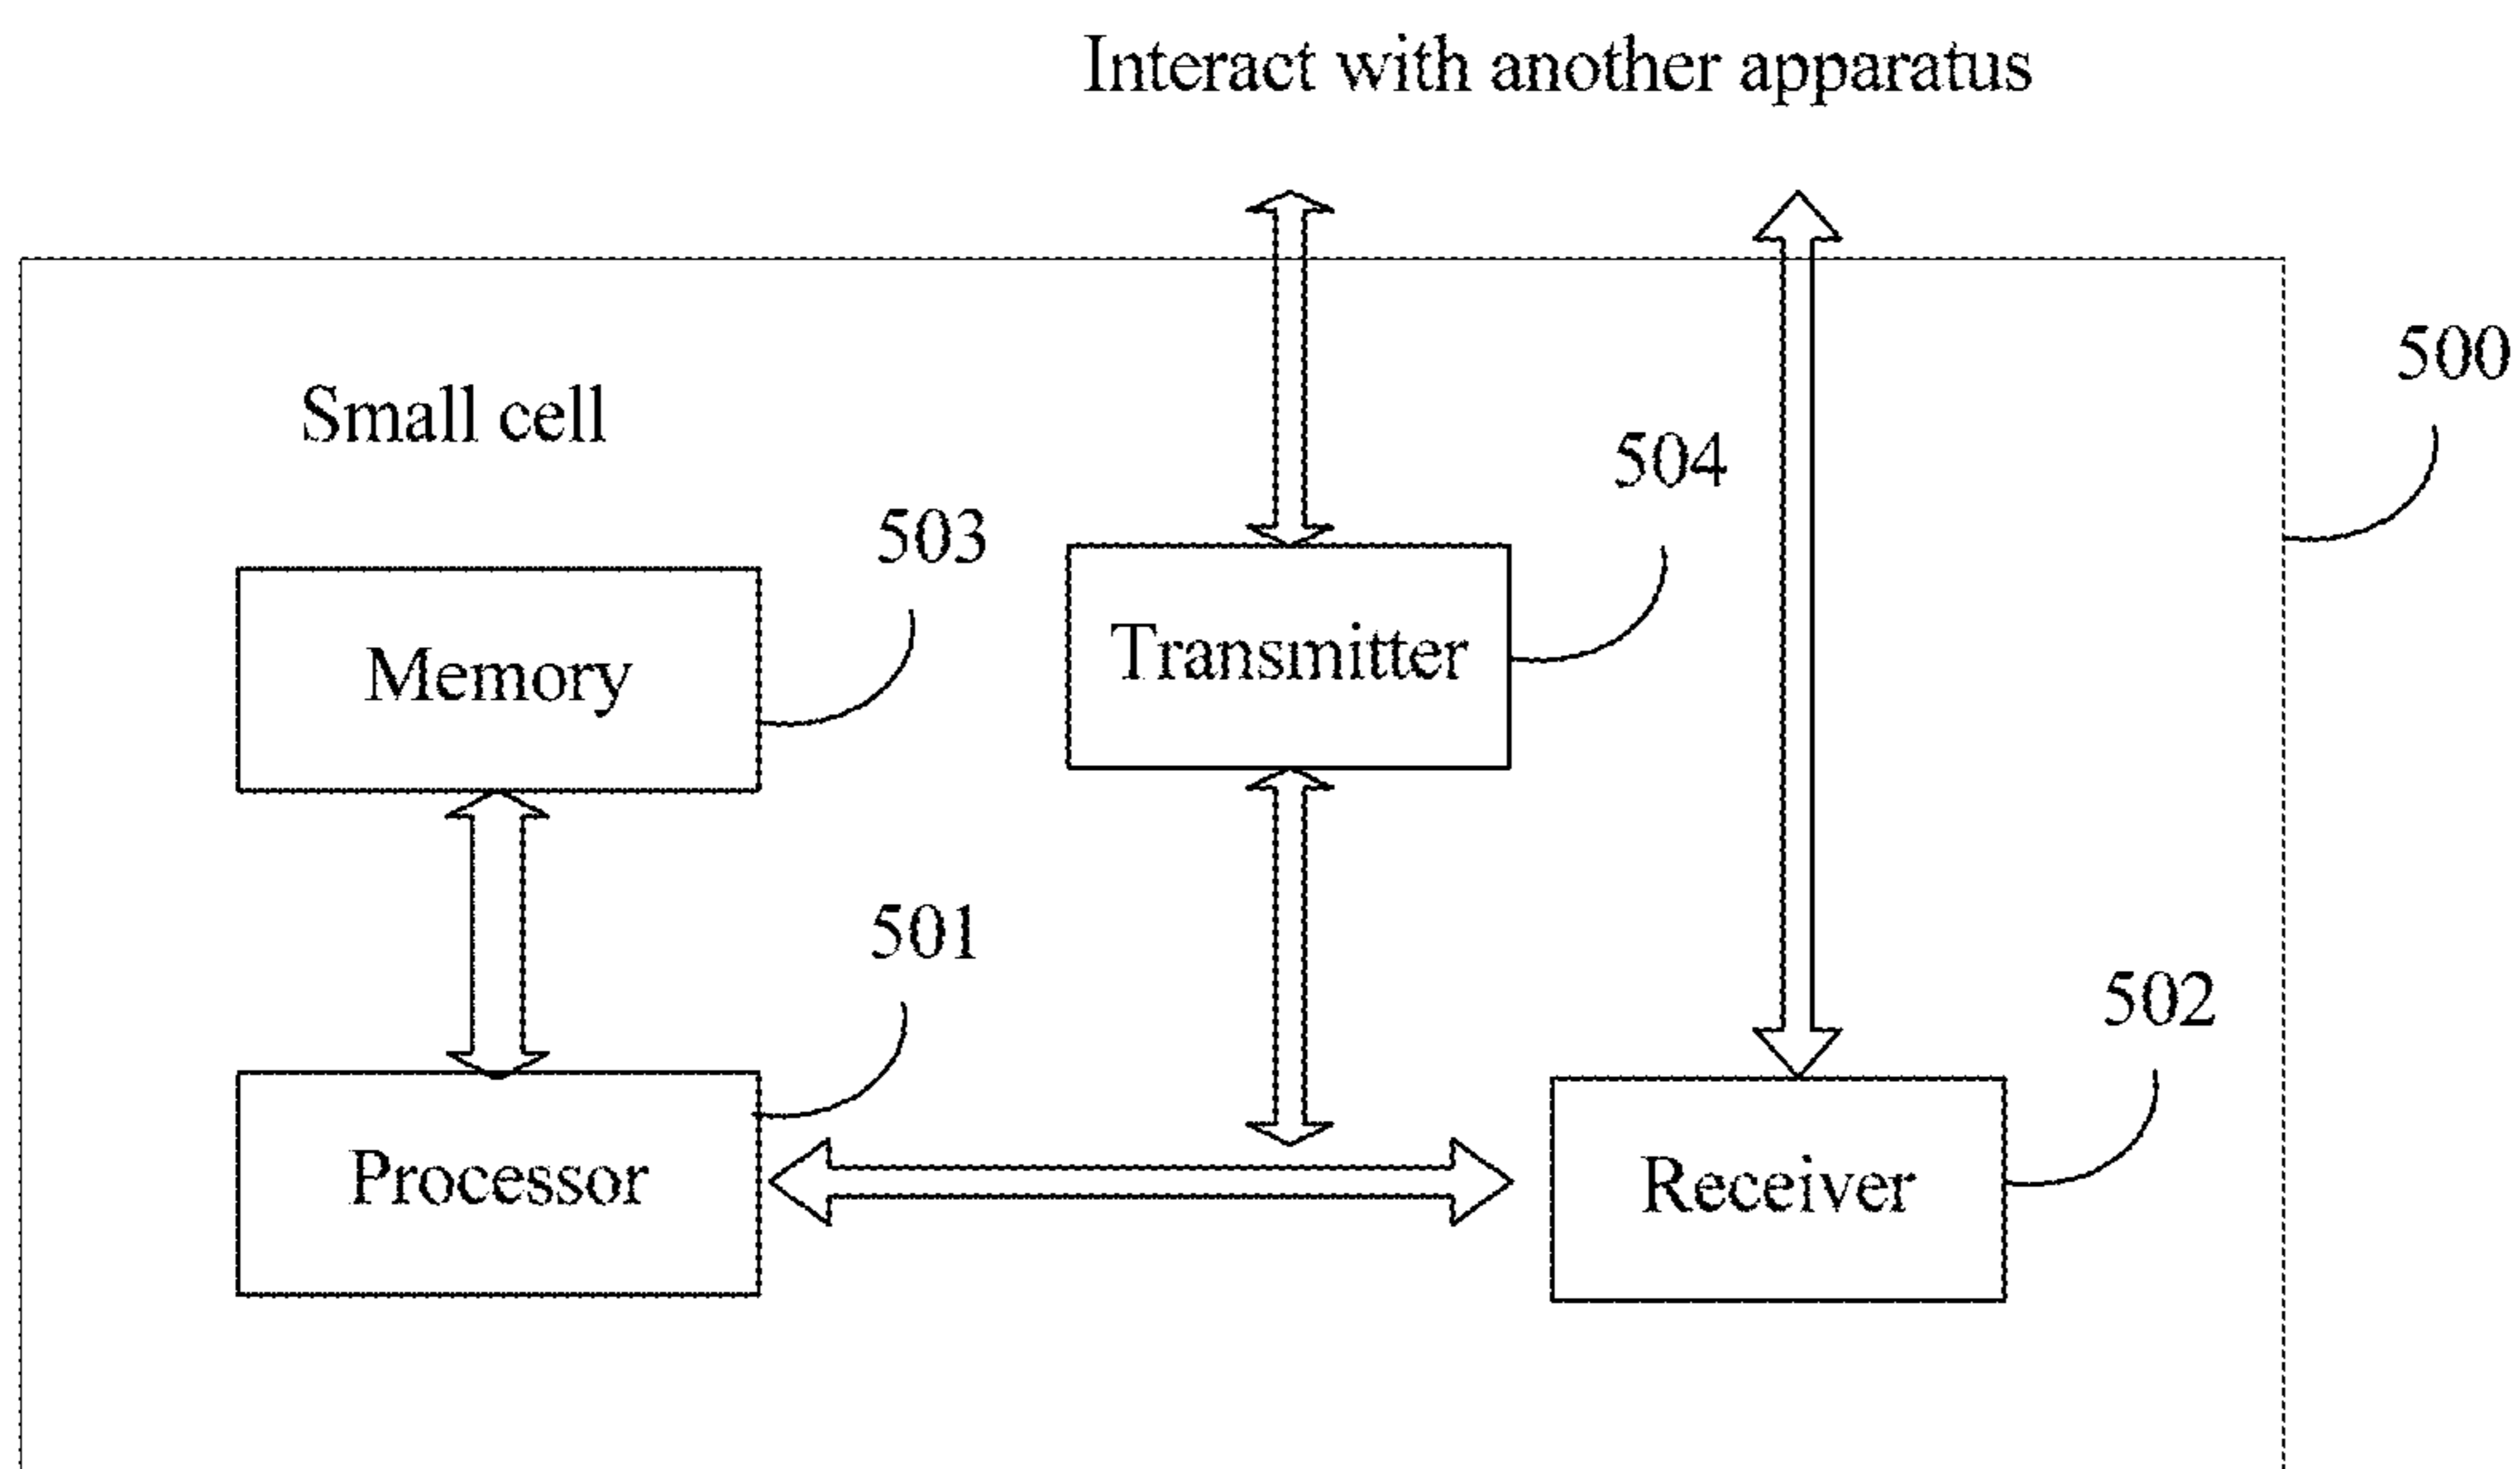 Interact with another apparatus
500
Small cell
504
503
Transmitter
Memory
501
502
Processor
Receiver